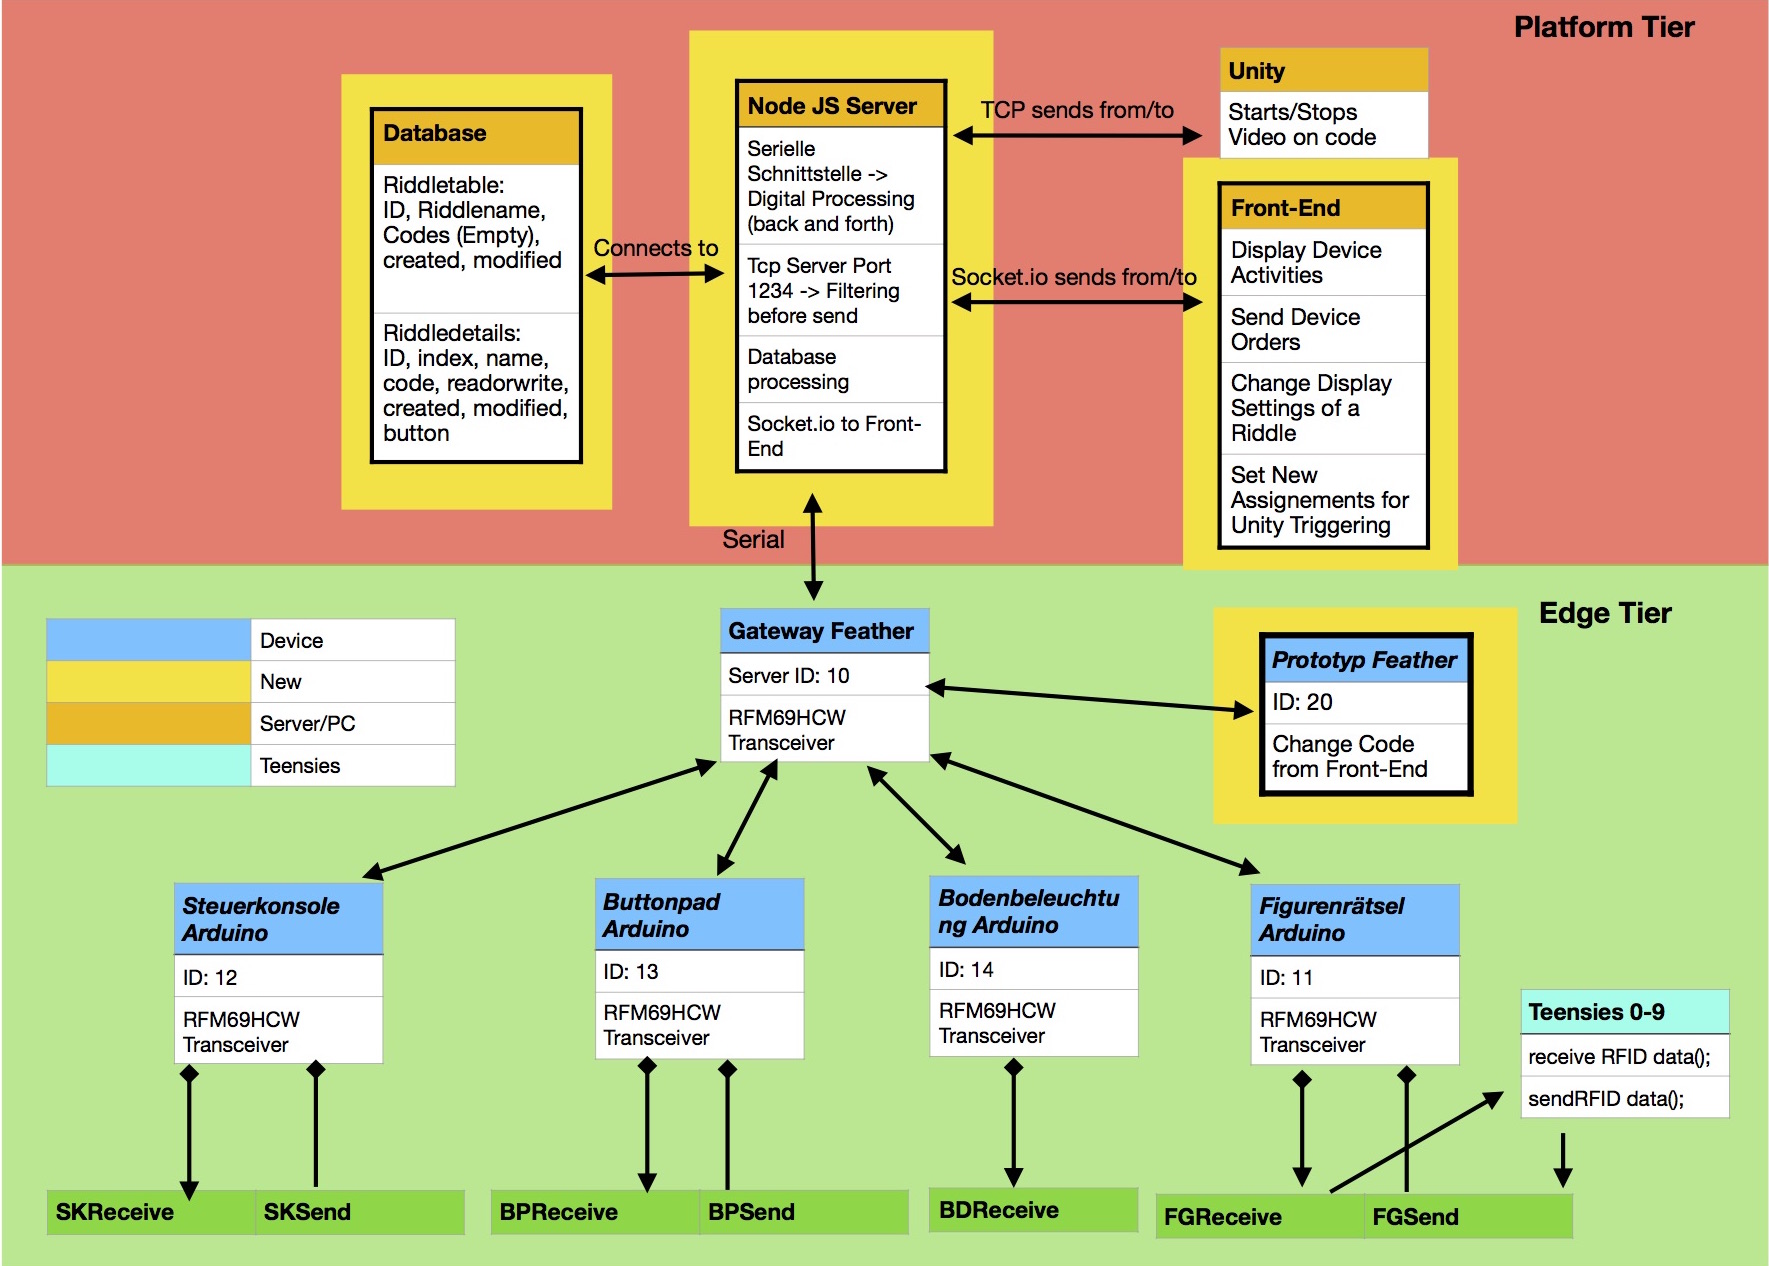 Platform Tier
Database
Riddletable:
ID, Riddlename,
Codes (Empty),
created, modified
Riddledetails:
ID, index, name,
code, readorwrite,
created, modified,
button
Connects to
Node JS Server
Serielle
Schnittstelle ->
Digital Processing
(back and forth)
Tcp Server Port
1234 -> Filtering
before send
Database
processing
Socket.io to Front-
End
TCP sends from/to
Socket.io sends from/to
Unity
Starts/Stops
Video on code
Front-End
Display Device
Activities
Send Device
Orders
Change Display
Settings of a
Riddle
Set New
Assignements for
Unity Triggering
Serial
Edge Tier
Device
New
Server/PC
Teensies
Gateway Feather
Server ID: 10
RFM69HCW
Transceiver
Prototyp Feather
ID: 20
Change Code
from Front-End
Steuerkonsole
Arduino
ID: 12
RFM69HCW
Transceiver
Buttonpad
Arduino
ID: 13
RFM69HCW
Transceiver
Bodenbeleuchtu
ng Arduino
ID: 14
RFM69HCW
Transceiver
Figurenrätsel
Arduino
ID: 11
RFM69HCW
Transceiver
Teensies 0-9
receive RFID data();
sendRFID data();
SKReceive
SKSend
BPReceive
BPSend
BDReceive
FGReceive
FGSend